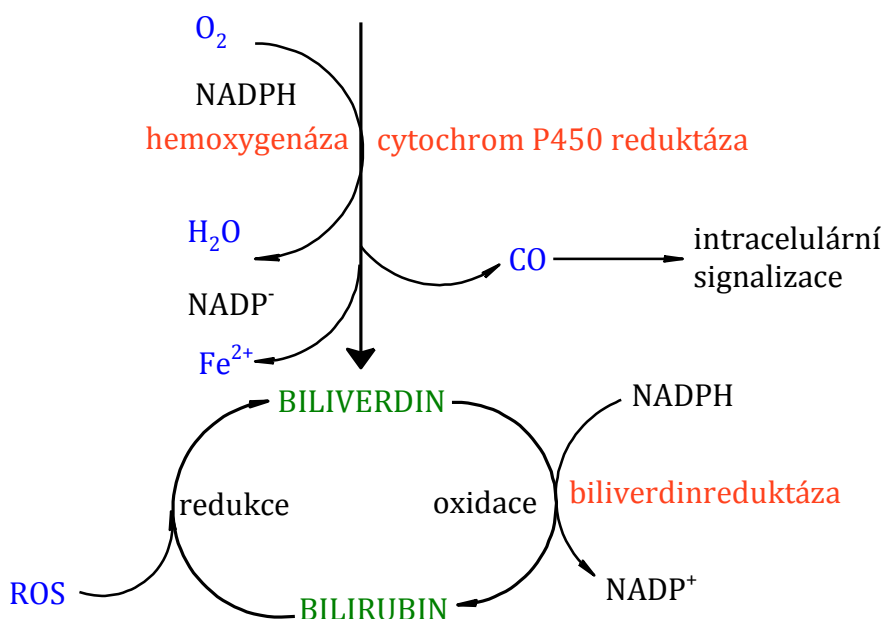 O₂
NADPH
hemoxygenáza
cytochrom P450 reduktáza
H₂O
CO
intracelulární
signalizace
NADP⁻
Fe²⁺
BILIVERDIN
NADPH
redukce
oxidace
biliverdinreduktáza
ROS
BILIRUBIN
NADP⁺